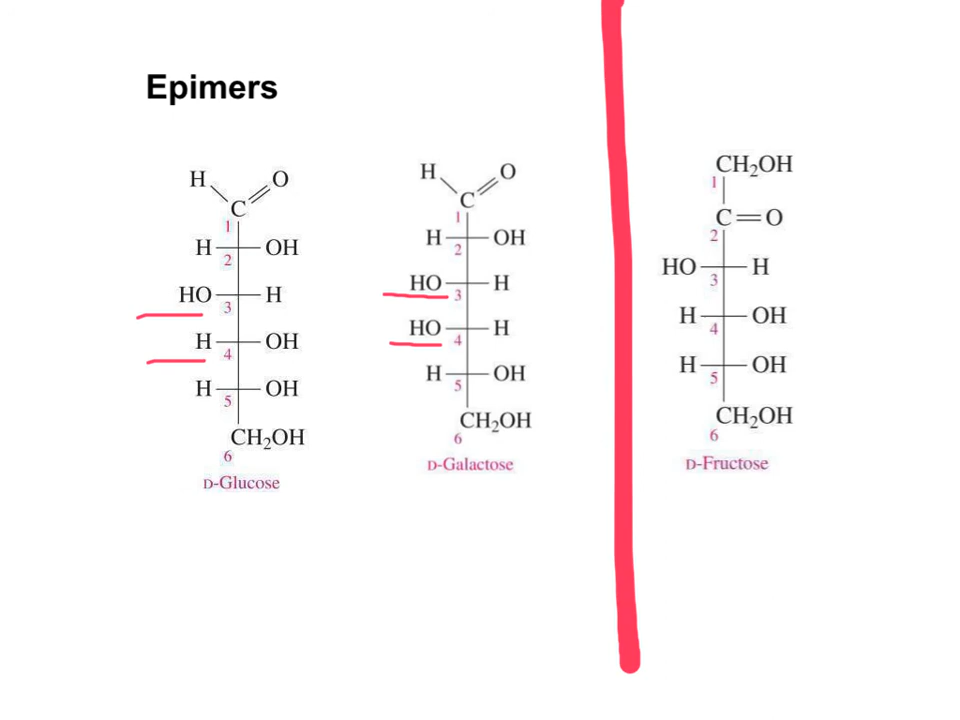 Epimers
H O
C
1
H OH
2
HO H
3
H OH
4
H OH
5
CH₂OH
6
D-Glucose
H O
C
1
H OH
2
HO H
3
HO H
4
H OH
5
CH₂OH
6
D-Galactose
CH₂OH
1
C=O
2
HO H
3
H OH
4
H OH
5
CH₂OH
6
D-Fructose